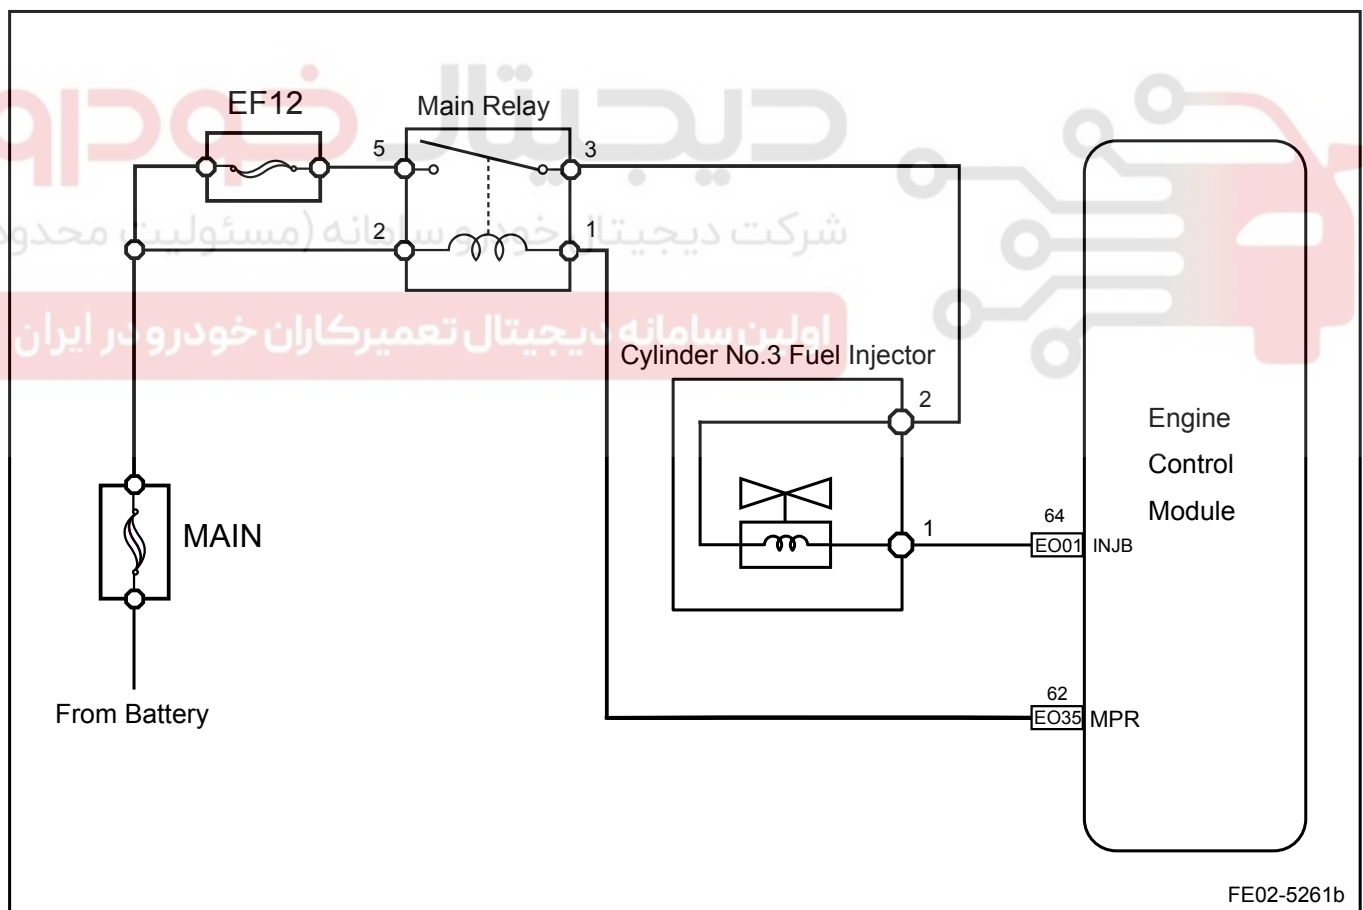 دیجیتال خودرو
شرکت دیجیتال خودرو سامانه (مسئولیت محدود
اولین سامانه دیجیتال تعمیرکاران خودرو در ایران
EF12
Main Relay
5
3
2
1
Cylinder No.3 Fuel Injector
2
1
MAIN
From Battery
64
EO01 INJB
62
EO35 MPR
Engine
Control
Module
FE02-5261b